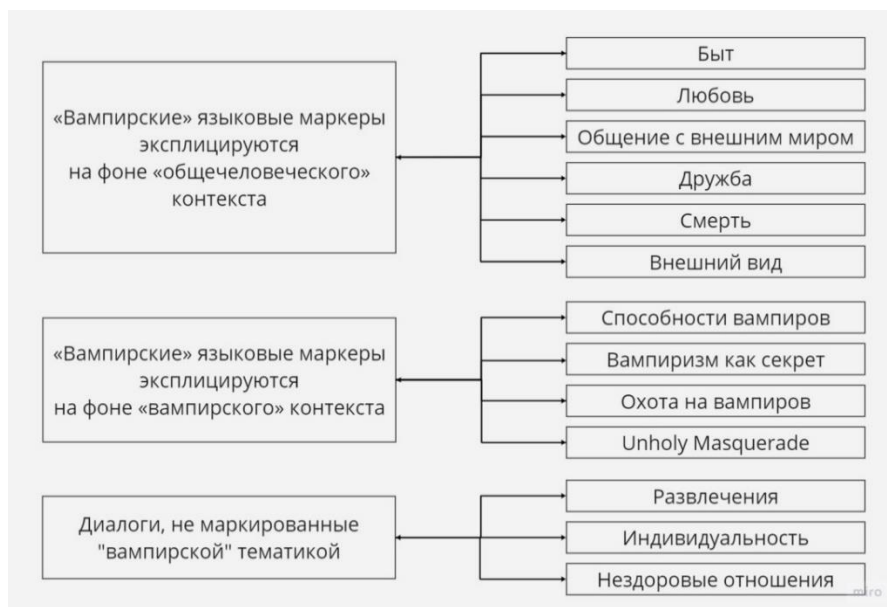 «Вампирские» языковые маркеры
эксплицируются
на фоне «общечеловеческого»
контекста
Быт
Любовь
Общение с внешним миром
Дружба
Смерть
Внешний вид
«Вампирские» языковые маркеры
эксплицируются
на фоне «вампирского» контекста
Способности вампиров
Вампиризм как секрет
Охота на вампиров
Unholy Masquerade
Диалоги, не маркированные
"вампирской" тематикой
Развлечения
Индивидуальность
Нездоровые отношения
miro